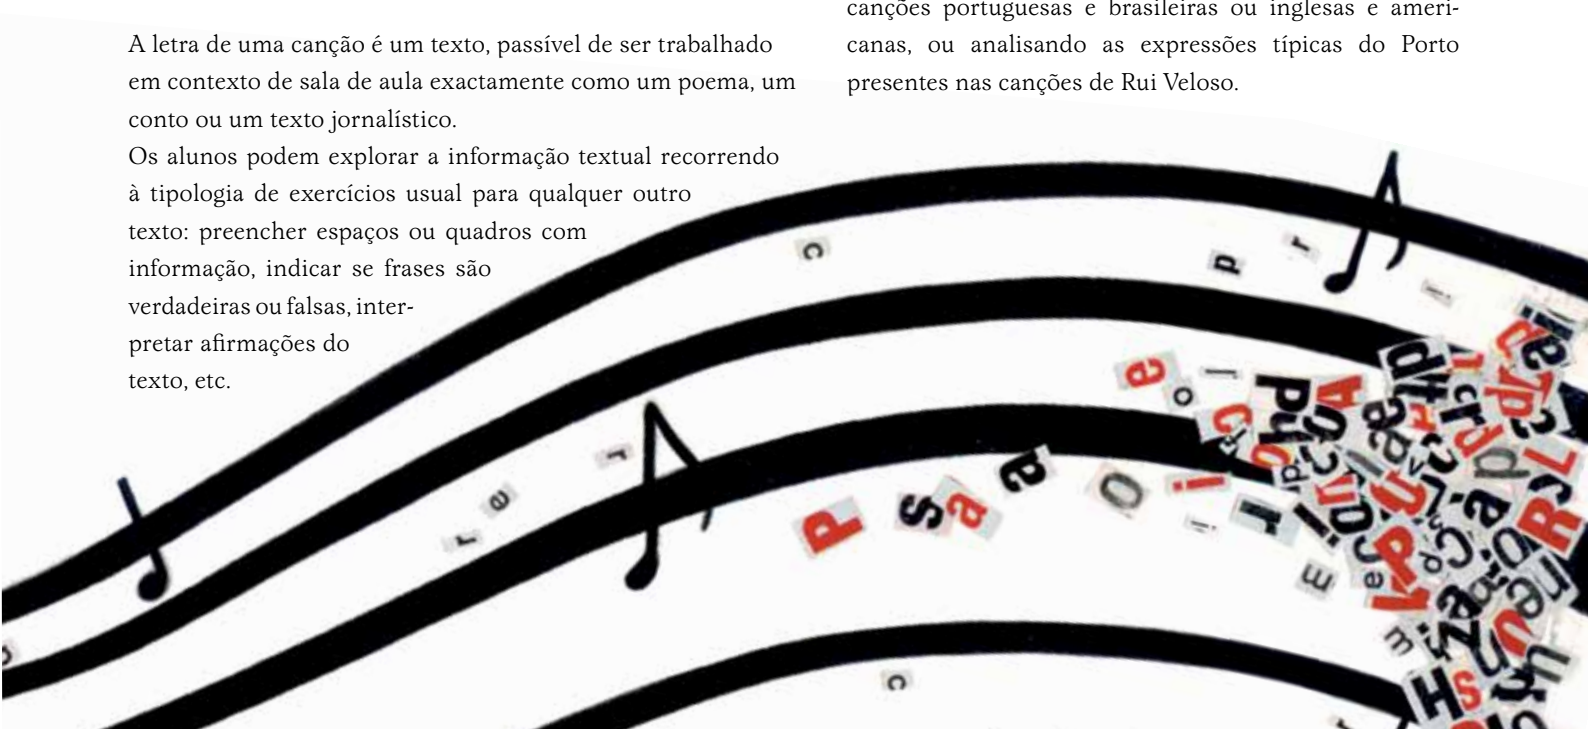 A letra de uma canção é um texto, passível de ser trabalhado
em contexto de sala de aula exactamente como um poema, um
conto ou um texto jornalístico.
Os alunos podem explorar a informação textual recorrendo
à tipologia de exercícios usual para qualquer outro
texto: preencher espaços ou quadros com
informação, indicar se frases são
verdadeiras ou falsas, inter-
pretar afirmações do
texto, etc.
canções portuguesas e brasileiras ou inglesas e ameri-
canas, ou analisando as expressões típicas do Porto
presentes nas canções de Rui Veloso.